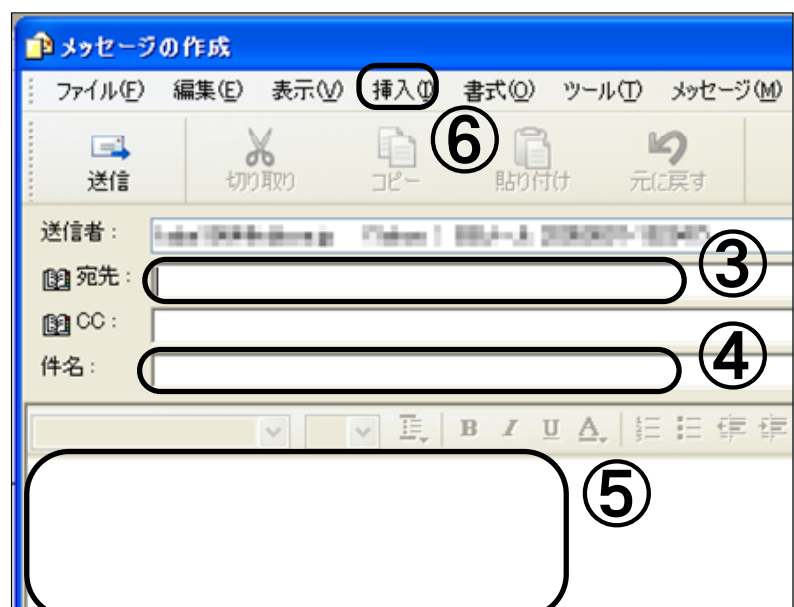 メッセージの作成
ファイル(F) 編集(E) 表示(V) 挿入(I) 書式(O) ツール(T) メッセージ(M)
⑥
送信 切り取り コピー 貼り付け 元に戻す
送信者:
③
宛先:
CC:
④
件名:
B I U A
⑤